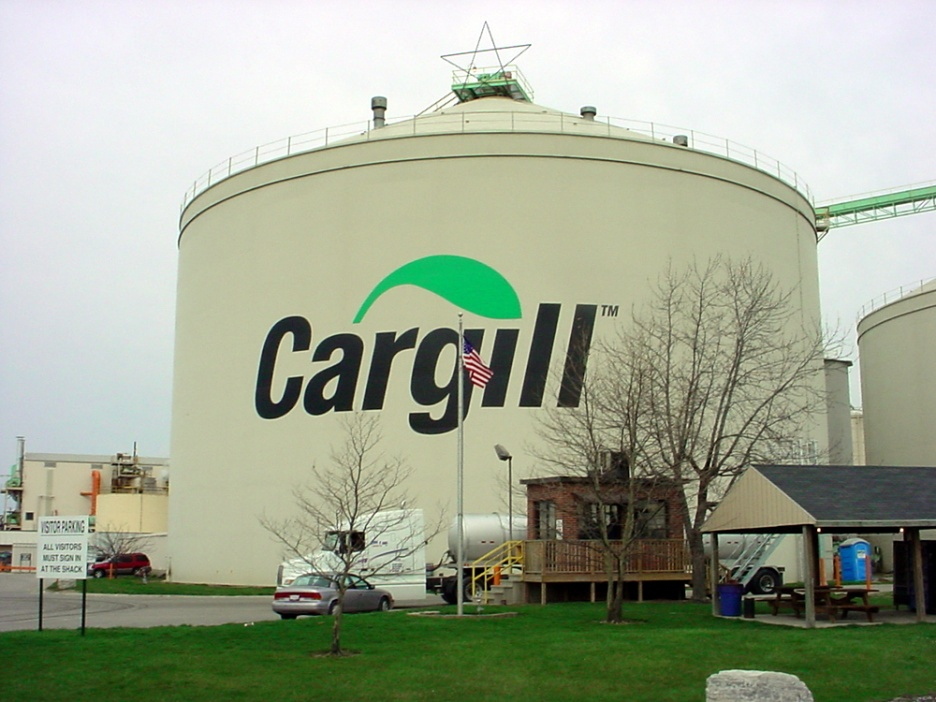 Cargill™
VISITOR PARKING
ALL VISITORS
MUST SIGN IN
AT THE SHACK